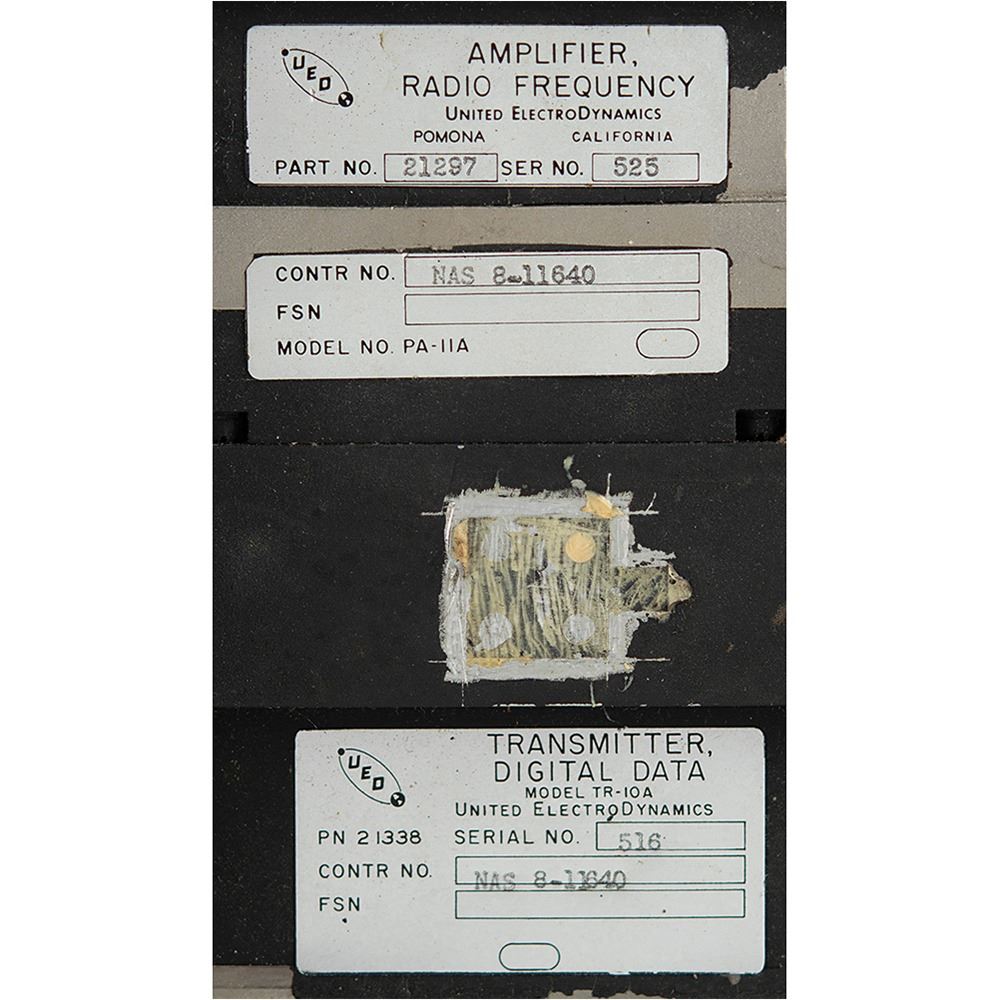 UED
AMPLIFIER,
RADIO FREQUENCY
UNITED ELECTRODYNAMICS
POMONA CALIFORNIA
PART NO. 21297 SER NO. 525
CONTR NO. NAS 8-11640
FSN
MODEL NO. PA-11A
UED
TRANSMITTER,
DIGITAL DATA
MODEL TR-10A
UNITED ELECTRODYNAMICS
PN 21338 SERIAL NO. 516
CONTR NO. NAS 8-11640
FSN